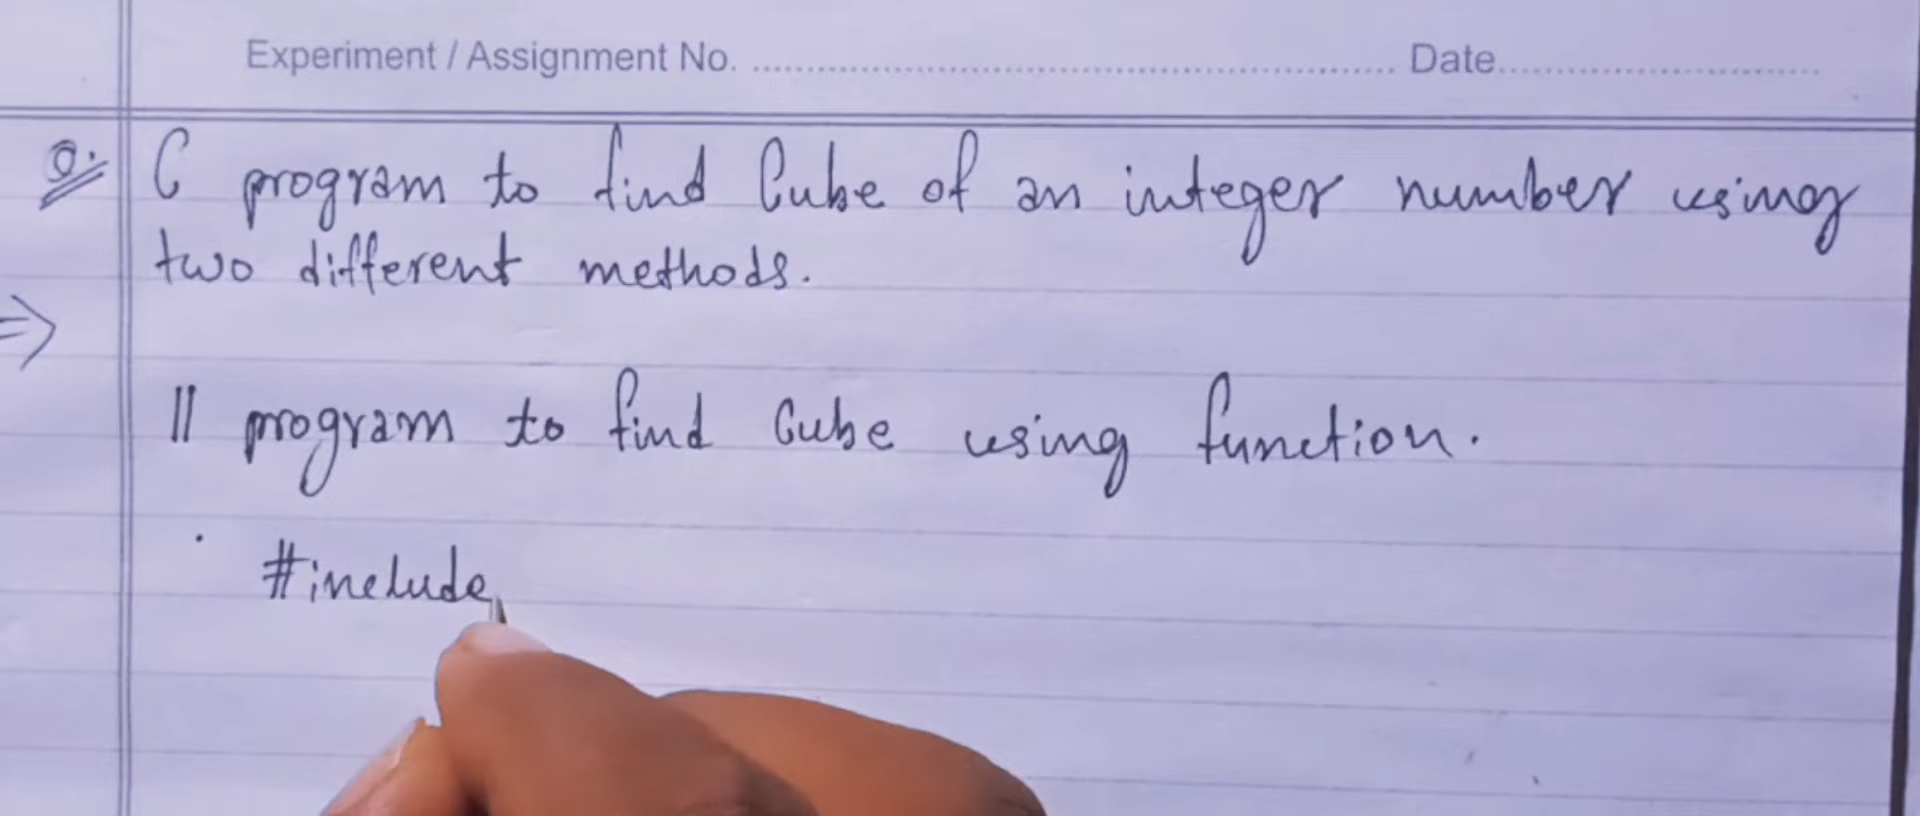 Experiment / Assignment No. ........................ Date........................
Q. C program to find Cube of an integer number using
two different methods.
⇒
// program to find Cube using function.
#include